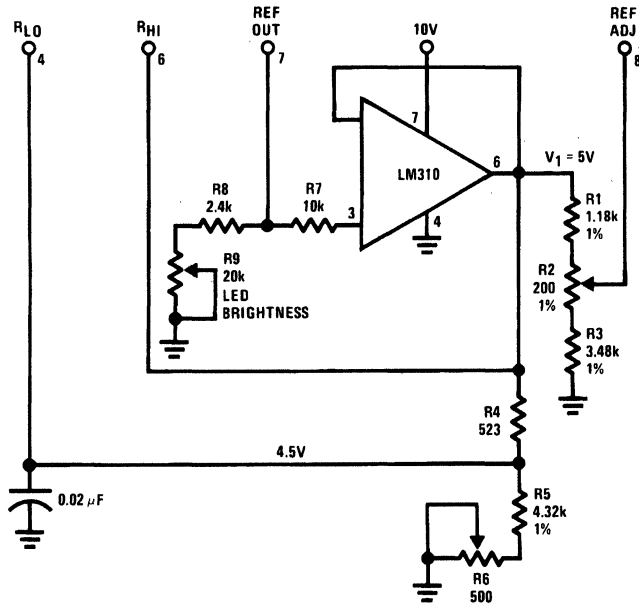 RLO
4
RHI
6
REF
OUT
7
10V
REF
ADJ
8
7
6
V1 = 5V
LM310
3
4
R8
2.4k
R7
10k
R9
20k
LED
BRIGHTNESS
R1
1.18k
1%
R2
200
1%
R3
3.48k
1%
R4
523
4.5V
0.02 μF
R5
4.32k
1%
R6
500